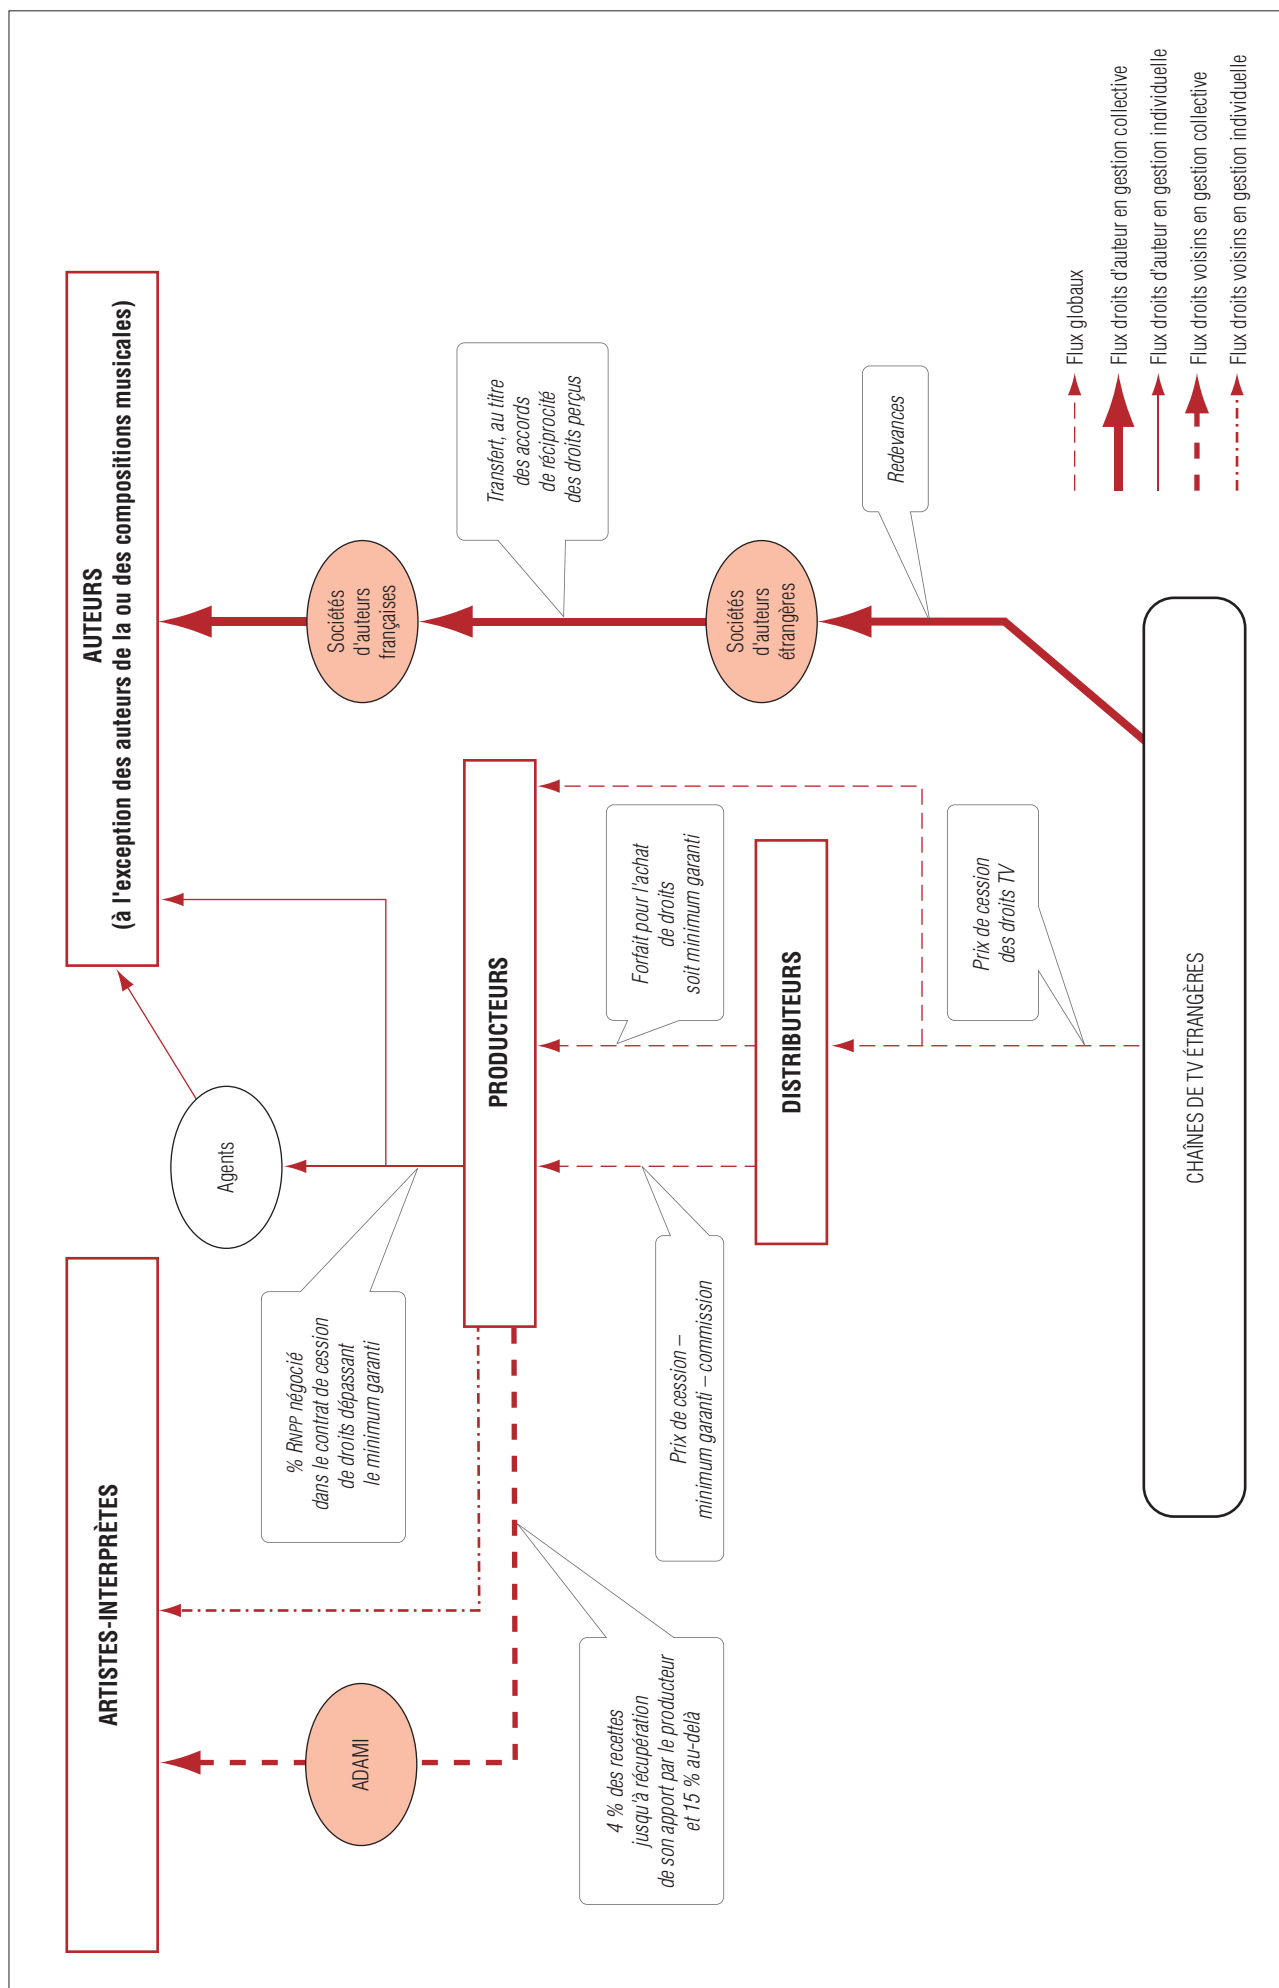 ARTISTES-INTERPRÈTES
AUTEURS
(à l'exception des auteurs de la ou des compositions musicales)
Agents
ADAMI
Sociétés
d'auteurs
françaises
% RNPP négocié
dans le contrat de cession
de droits dépassant
le minimum garanti
Transfert, au titre
des accords
de réciprocité
des droits perçus
PRODUCTEURS
4 % des recettes
jusqu'à récupération
de son apport par le producteur
et 15 % au-delà
Prix de cession –
minimum garanti – commission
Forfait pour l'achat
de droits
soit minimum garanti
Sociétés
d'auteurs
étrangères
DISTRIBUTEURS
Redevances
Prix de cession
des droits TV
CHAÎNES DE TV ÉTRANGÈRES
Flux globaux
Flux droits d'auteur en gestion collective
Flux droits d'auteur en gestion individuelle
Flux droits voisins en gestion collective
Flux droits voisins en gestion individuelle